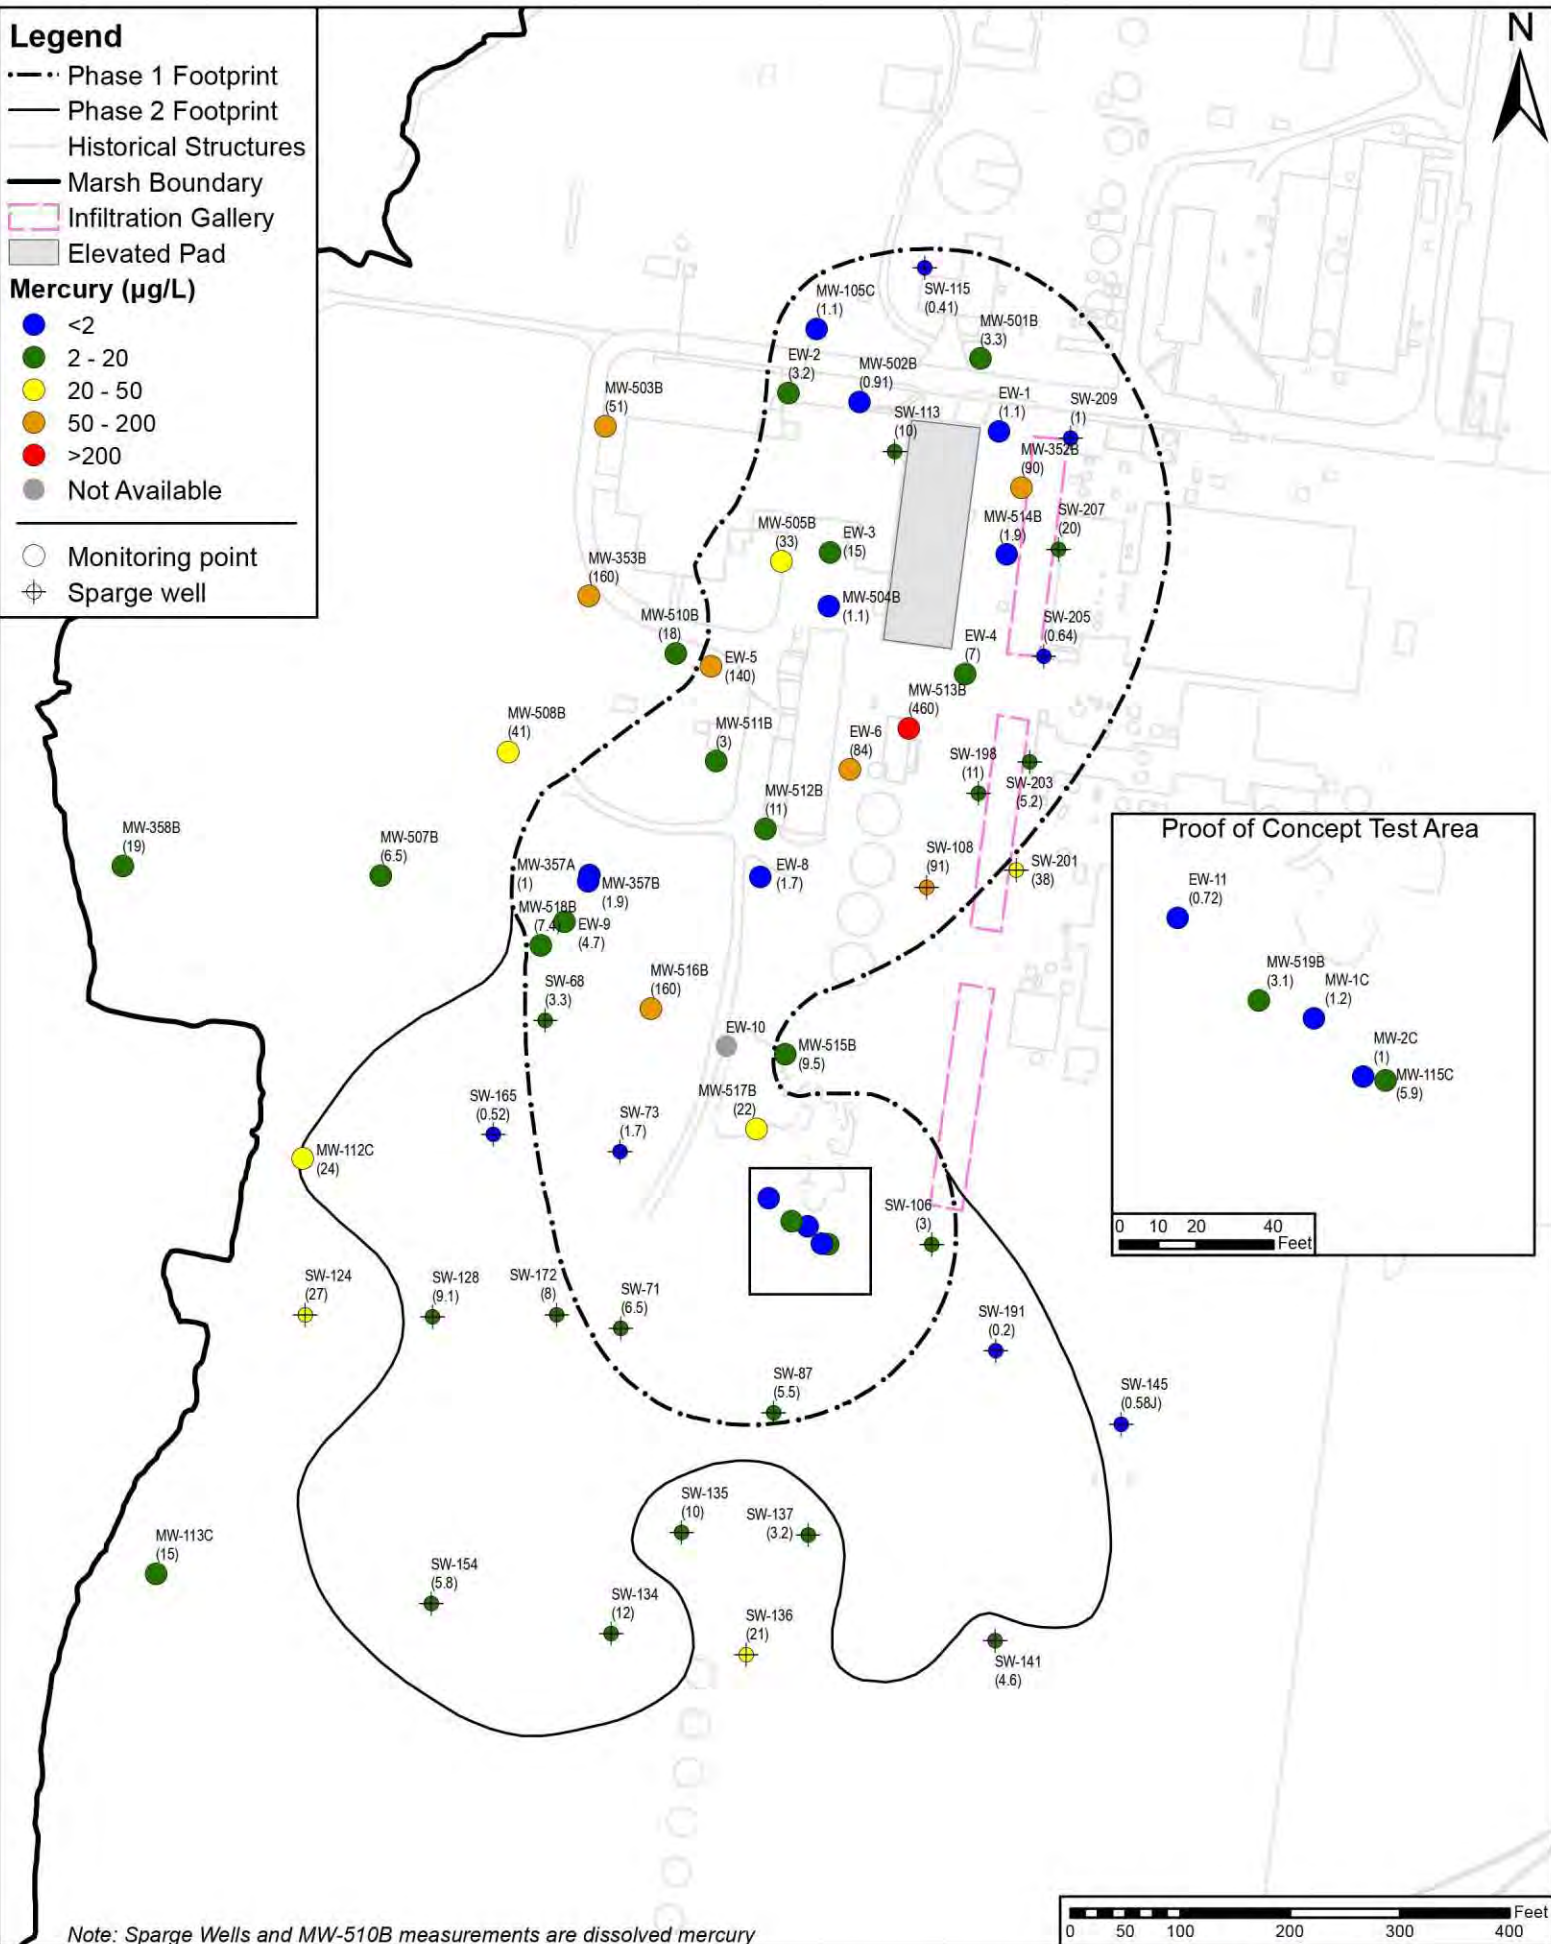 Legend
Phase 1 Footprint
Phase 2 Footprint
Historical Structures
Marsh Boundary
Infiltration Gallery
Elevated Pad
Mercury (µg/L)
<2
2 - 20
20 - 50
50 - 200
>200
Not Available
Monitoring point
Sparge well
N
SW-115
(0.41)
MW-105C
(1.1)
MW-501B
(3.3)
EW-2
(3.2)
MW-502B
(0.91)
MW-503B
(51)
SW-113
(10)
EW-1
(1.1)
SW-209
(1)
MW-352B
(90)
MW-505B
(33)
EW-3
(15)
MW-514B
(1.9)
SW-207
(20)
MW-353B
(160)
MW-504B
(1.1)
MW-510B
(18)
SW-205
(0.64)
EW-4
(7)
EW-5
(140)
MW-508B
(41)
MW-511B
(3)
MW-513B
(460)
EW-6
(84)
SW-198
(11)
SW-203
(5.2)
MW-512B
(11)
MW-358B
(19)
MW-507B
(6.5)
MW-357A
(1)
MW-357B
(1.9)
EW-8
(1.7)
SW-108
(91)
SW-201
(38)
MW-518B
(7.4)
EW-9
(4.7)
SW-68
(3.3)
MW-516B
(160)
EW-10
MW-515B
(9.5)
SW-165
(0.52)
SW-73
(1.7)
MW-517B
(22)
MW-112C
(24)
SW-106
(3)
SW-124
(27)
SW-128
(9.1)
SW-172
(8)
SW-71
(6.5)
SW-191
(0.2)
SW-87
(5.5)
SW-145
(0.58J)
SW-135
(10)
SW-137
(3.2)
MW-113C
(15)
SW-154
(5.8)
SW-134
(12)
SW-136
(21)
SW-141
(4.6)
Proof of Concept Test Area
EW-11
(0.72)
MW-519B
(3.1)
MW-1C
(1.2)
MW-2C
(1)
MW-115C
(5.9)
0 10 20 40
Feet
Feet
0 50 100 200 300 400
Note: Sparge Wells and MW-510B measurements are dissolved mercury